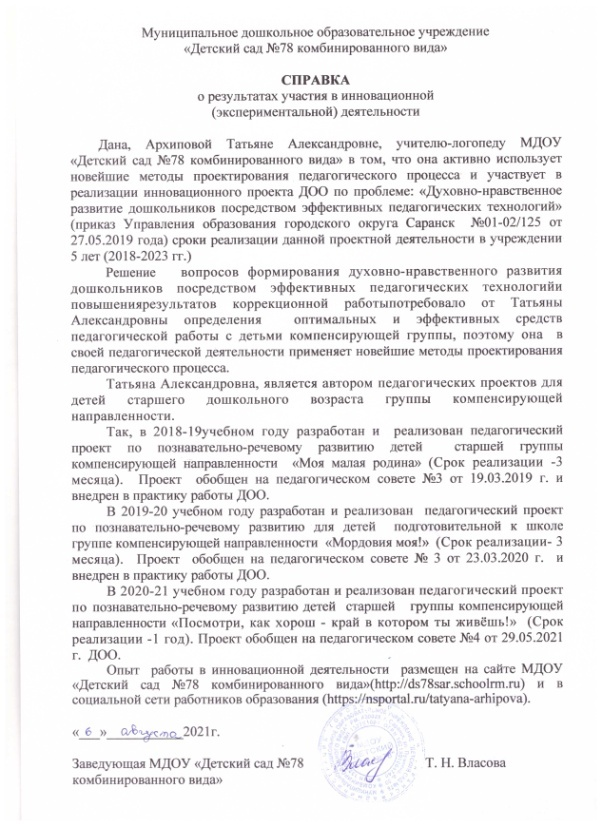 Муниципальное дошкольное образовательное учреждение
«Детский сад №78 комбинированного вида»
СПРАВКА
о результатах участия в инновационной
(экспериментальной) деятельности
Дана, Архиповой Татьяне Александровне, учителю-логопеду МДОУ
«Детский сад №78 комбинированного вида» в том, что она активно использует
новейшие методы проектирования педагогического процесса и участвует в
реализации инновационного проекта ДОО по проблеме: «Духовно-нравственное
развитие дошкольников посредством эффективных педагогических технологий»
(приказ Управления образования городского округа Саранск №01-02/125 от
27.05.2019 года) сроки реализации данной проектной деятельности в учреждении
5 лет (2018-2023 гг.)
Решение вопросов формирования духовно-нравственного развития
дошкольников посредством эффективных педагогических технологийи
повышениярезультатов коррекционной работыпотребовало от Татьяны
Александровны определения оптимальных и эффективных средств
педагогической работы с детьми компенсирующей группы, поэтому она в
своей педагогической деятельности применяет новейшие методы проектирования
педагогического процесса.
Татьяна Александровна, является автором педагогических проектов для
детей старшего дошкольного возраста группы компенсирующей
направленности.
Так, в 2018-19учебном году разработан и реализован педагогический
проект по познавательно-речевому развитию детей старшей группы
компенсирующей направленности «Моя малая родина» (Срок реализации -3
месяца). Проект обобщен на педагогическом совете №3 от 19.03.2019 г. и
внедрен в практику работы ДОО.
В 2019-20 учебном году разработан и реализован педагогический проект
по познавательно-речевому развитию для детей подготовительной к школе
группе компенсирующей направленности «Мордовия моя!» (Срок реализации- 3
месяца). Проект обобщен на педагогическом совете № 3 от 23.03.2020 г. и
внедрен в практику работы ДОО.
В 2020-21 учебном году разработан и реализован педагогический проект
по познавательно-речевому развитию детей старшей группы компенсирующей
направленности «Посмотри, как хорош - край в котором ты живёшь!» (Срок
реализации -1 год). Проект обобщен на педагогическом совете №4 от 29.05.2021
г. ДОО.
Опыт работы в инновационной деятельности размещен на сайте МДОУ
«Детский сад №78 комбинированного вида»(http://ds78sar.schoolrm.ru) и в
социальной сети работников образования (https://nsportal.ru/tatyana-arhipova).
«6» августа 2021г.
Заведующая МДОУ «Детский сад №78 Т. Н. Власова
комбинированного вида»